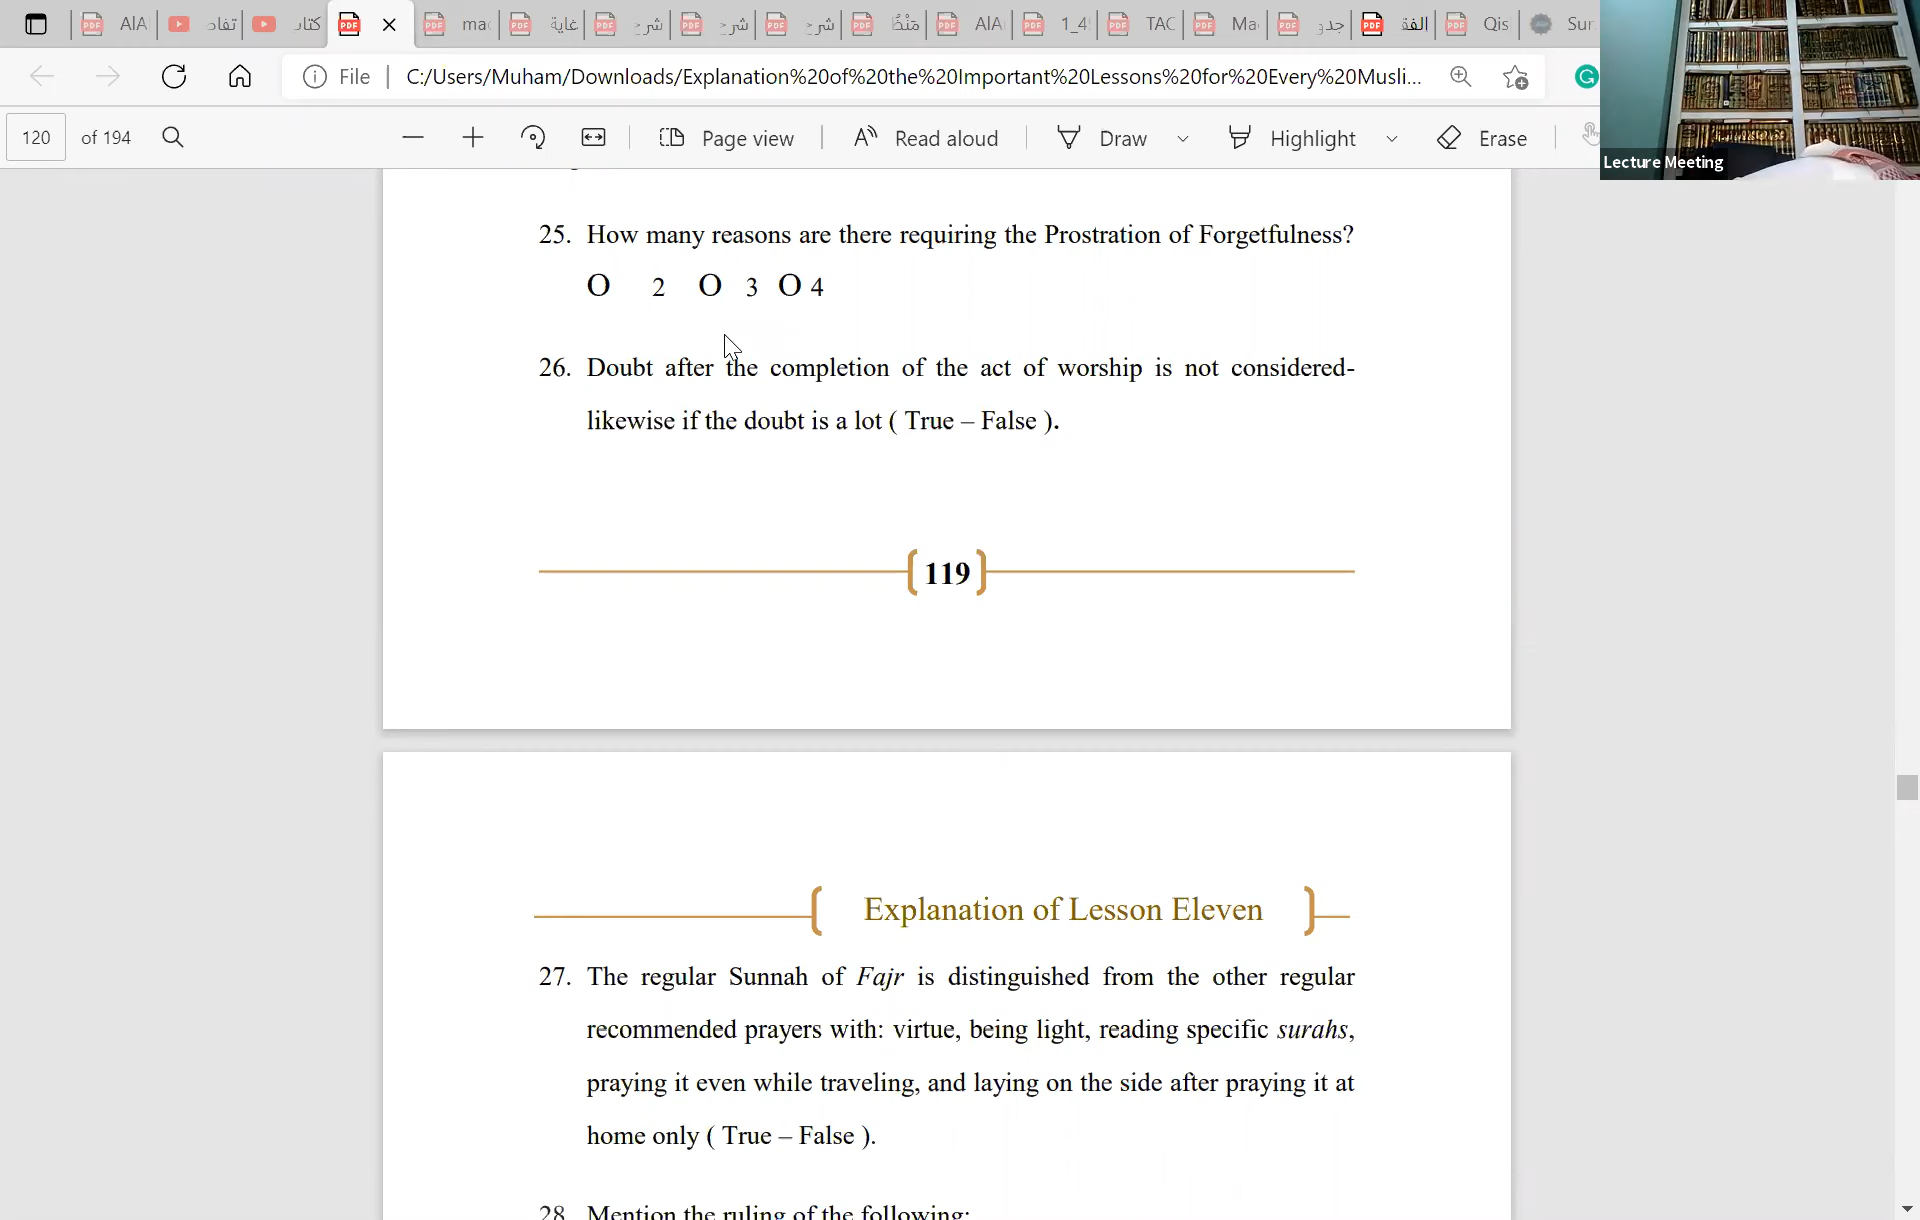 AlA
تفاد
كتاد
ma
غاية
شرح
شرح
شرح
AlA
1_4
TAC
Ma
جدو
الفة
Qis
Sur
File
C:/Users/Muham/Downloads/Explanation%20of%20the%20Important%20Lessons%20for%20Every%20Musli...
120 of 194
Page view
Read aloud
Draw
Highlight
Erase
Lecture Meeting
25. How many reasons are there requiring the Prostration of Forgetfulness?
O 2 O 3 O 4
26. Doubt after the completion of the act of worship is not considered-
likewise if the doubt is a lot ( True – False ).
119
Explanation of Lesson Eleven
27. The regular Sunnah of Fajr is distinguished from the other regular
recommended prayers with: virtue, being light, reading specific surahs,
praying it even while traveling, and laying on the side after praying it at
home only ( True – False ).
28. Mention the ruling of the following: